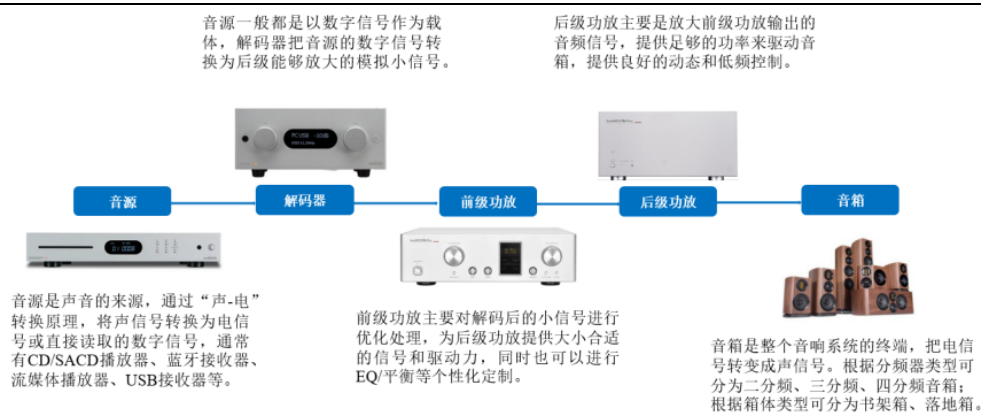 音源一般都是以数字信号作为载
体，解码器把音源的数字信号转
换为后级能够放大的模拟小信号。
后级功放主要是放大前级功放输出的
音频信号，提供足够的功率来驱动音
箱，提供良好的动态和低频控制。
音源
解码器
前级功放
后级功放
音箱
音源是声音的来源，通过“声-电”
转换原理，将声信号转换为电信
号或直接读取的数字信号，通常
有CD/SACD播放器、蓝牙接收器、
流媒体播放器、USB接收器等。
前级功放主要对解码后的小信号进行
优化处理，为后级功放提供大小合适
的信号和驱动力，同时也可以进行
EQ/平衡等个性化定制。
音箱是整个音响系统的终端，把电信
号转变成声信号。根据分频器类型可
分为二分频、三分频、四分频音箱；
根据箱体类型可分为书架箱、落地箱。